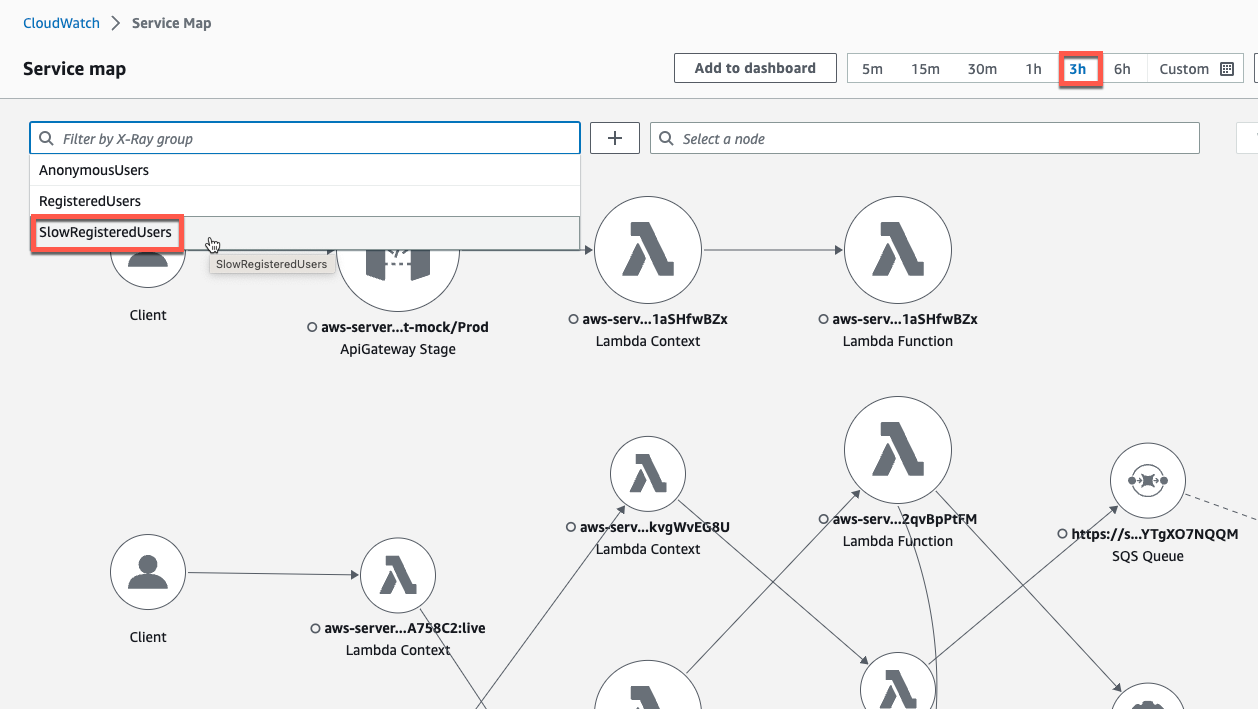 CloudWatch > Service Map
Service map
Add to dashboard
5m 15m 30m 1h 3h 6h Custom
Filter by X-Ray group
Select a node
AnonymousUsers
RegisteredUsers
SlowRegisteredUsers
SlowRegisteredUsers
Client
aws-server...t-mock/Prod
ApiGateway Stage
aws-serv...1aSHfwBZx
Lambda Context
aws-serv...1aSHfwBZx
Lambda Function
aws-serv...kvgWvEG8U
Lambda Context
aws-serv...2qvBpPtFM
Lambda Function
https://s...YTgXO7NQQM
SQS Queue
Client
aws-server...A758C2:live
Lambda Context